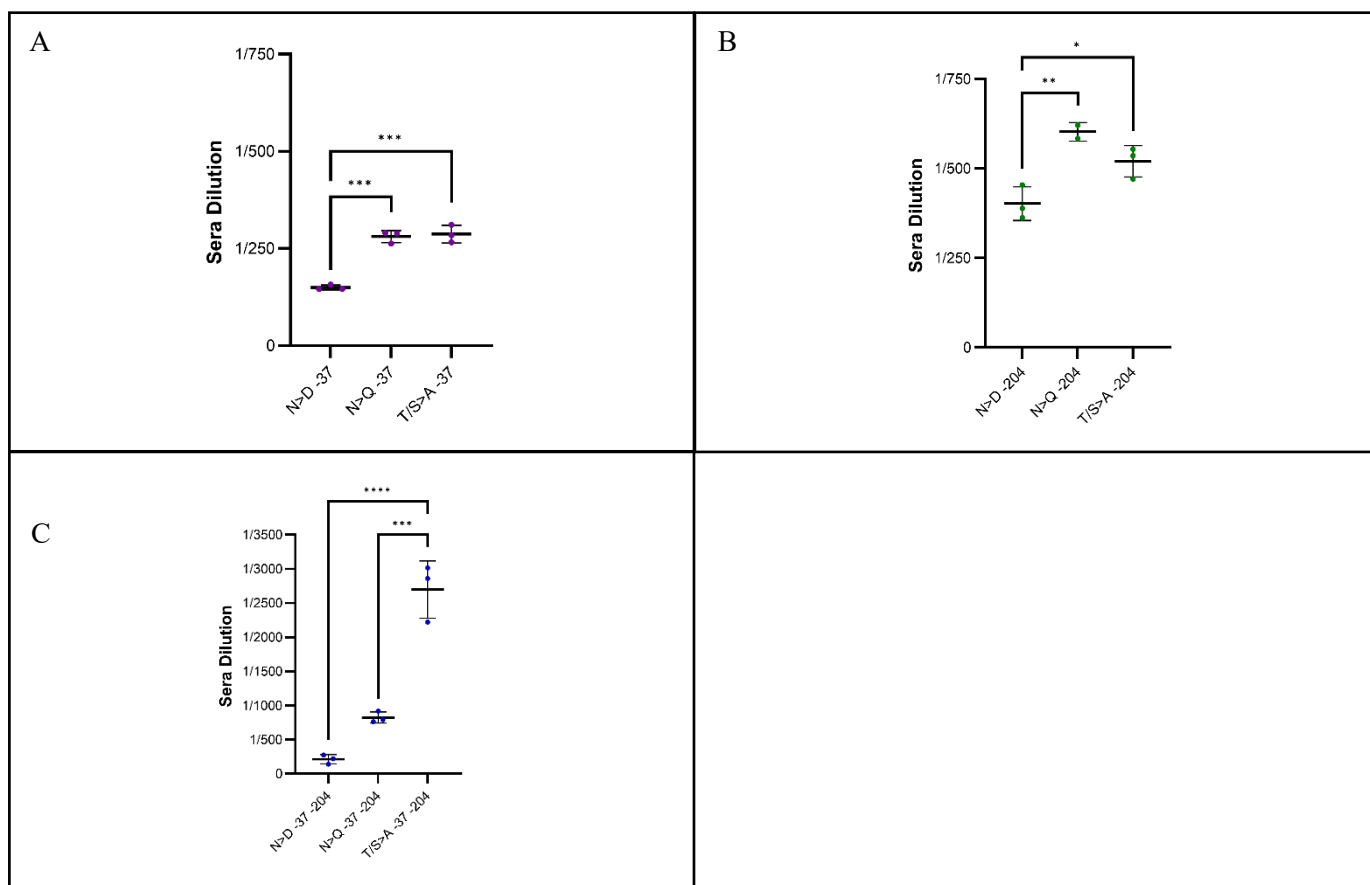 A
1/750
1/500
1/250
0
Sera Dilution
***
***
N>D -37
N>Q -37
T/S>A -37
B
1/750
1/500
1/250
0
Sera Dilution
*
**
N>D -204
N>Q -204
T/S>A -204
C
1/3500
1/3000
1/2500
1/2000
1/1500
1/1000
1/500
0
Sera Dilution
****
***
N>D -37 -204
N>Q -37 -204
T/S>A -37 -204